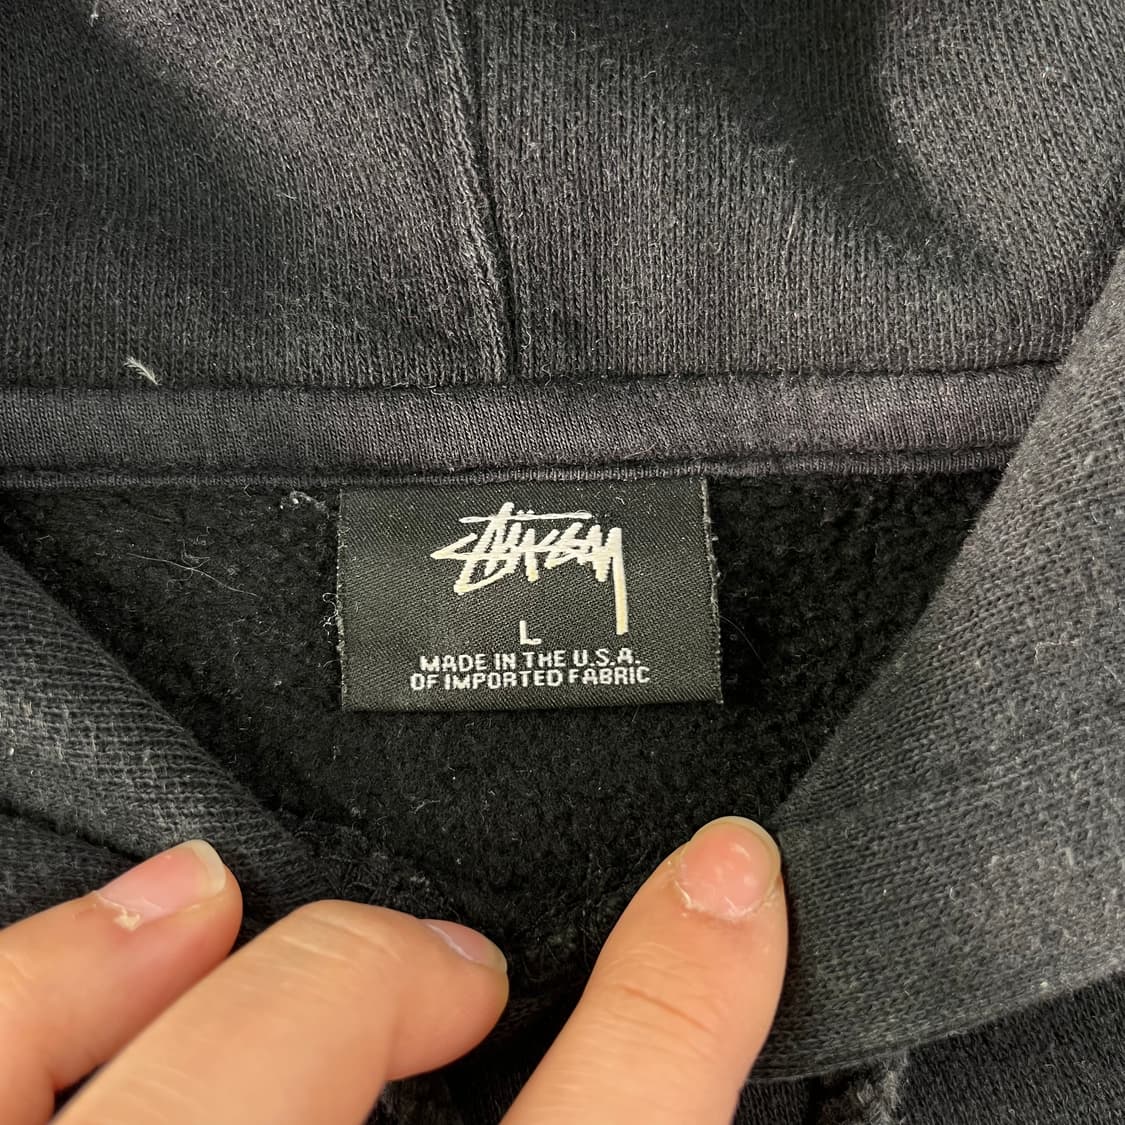 Stüssy
L
MADE IN THE U.S.A.
OF IMPORTED FABRIC